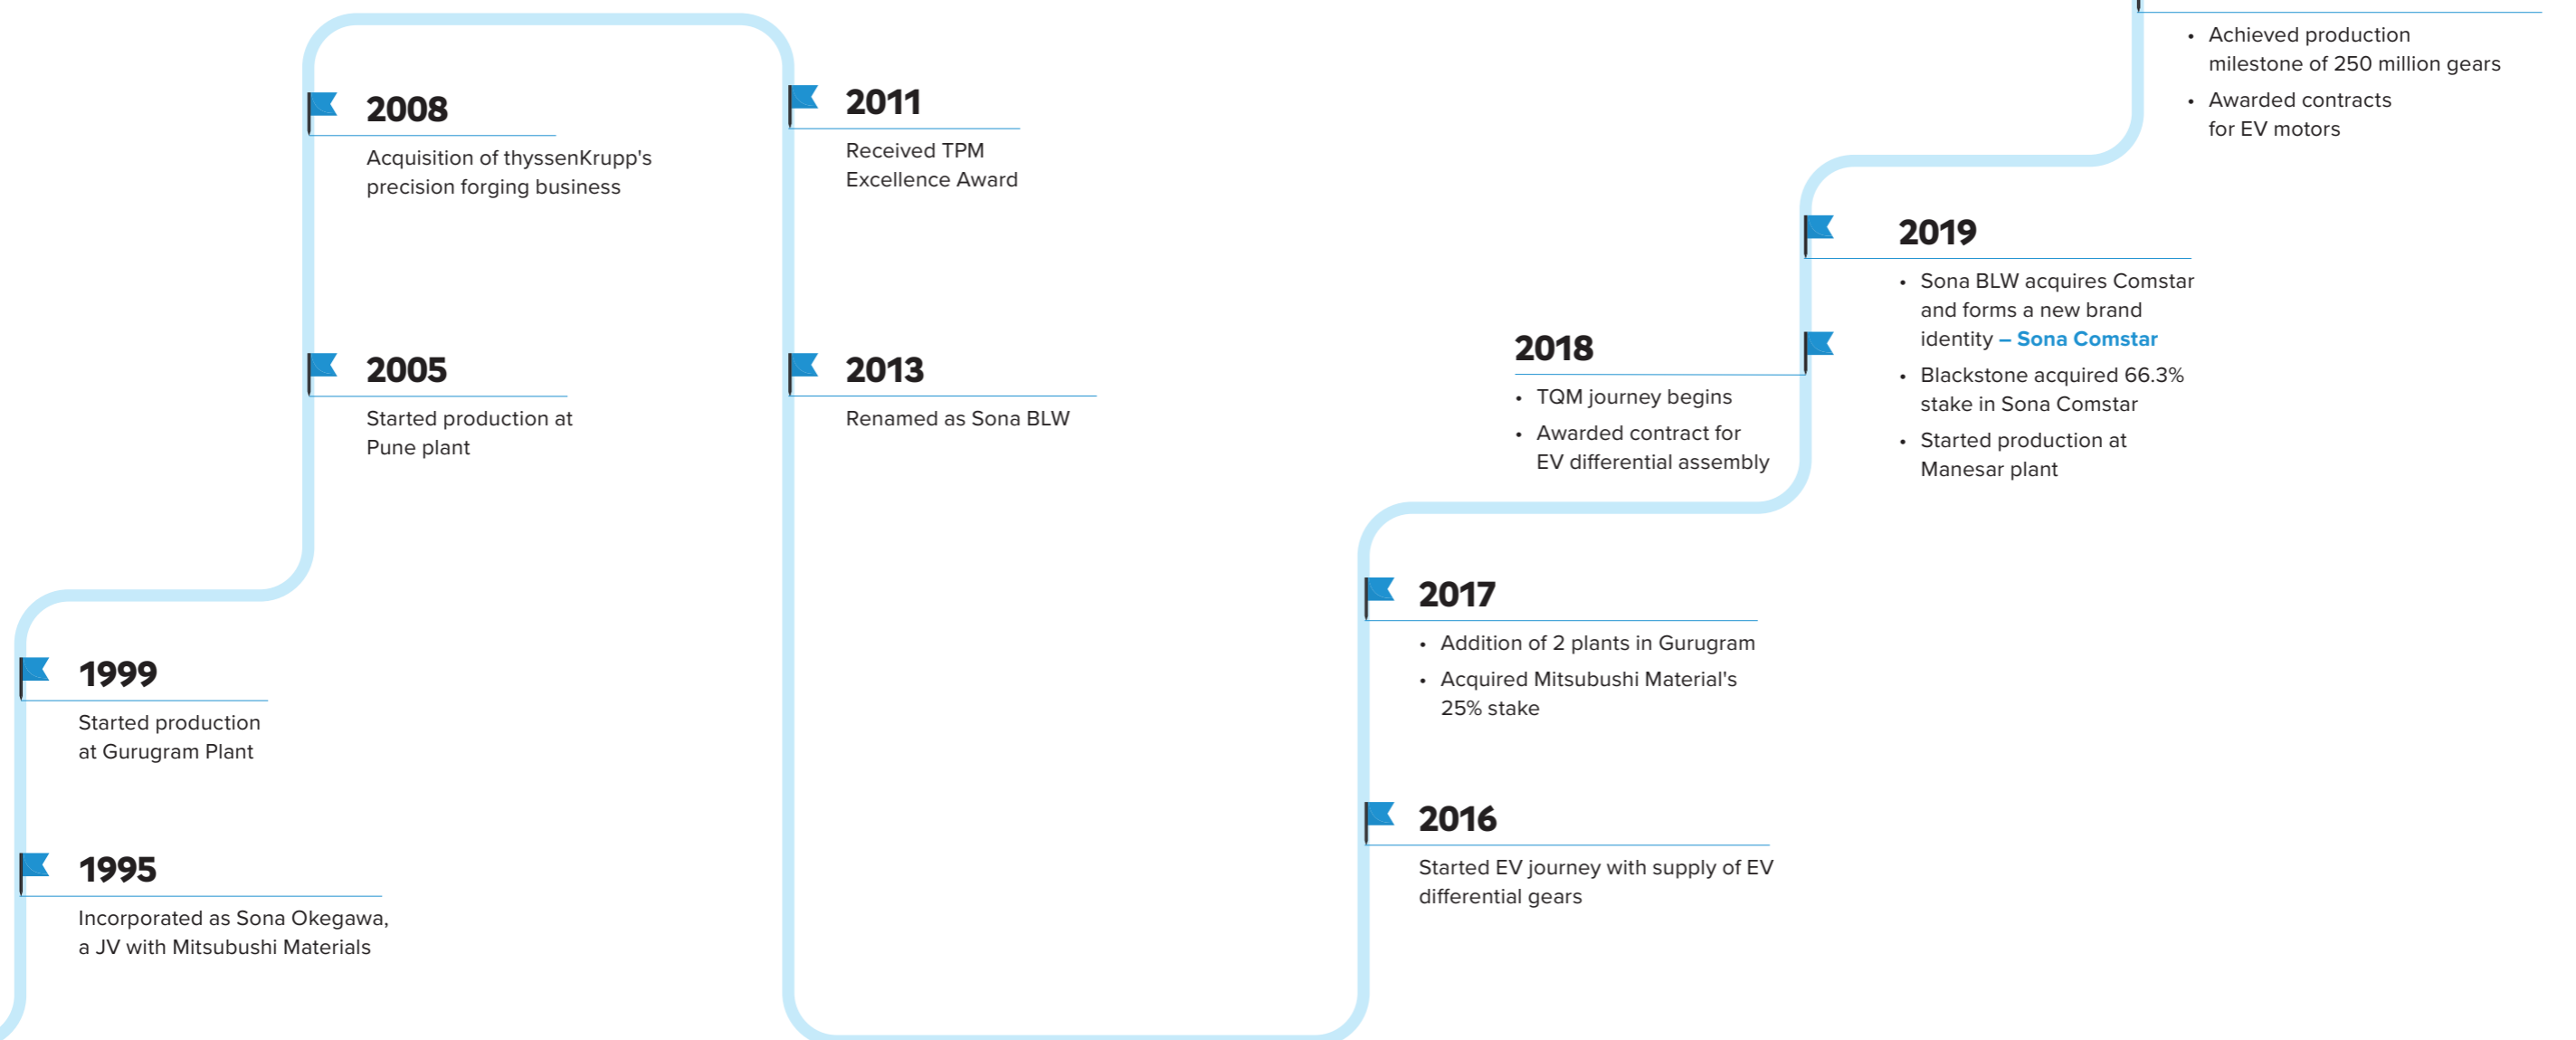 2008
Acquisition of thyssenKrupp's
precision forging business
2005
Started production at
Pune plant
1999
Started production
at Gurugram Plant
1995
Incorporated as Sona Okegawa,
a JV with Mitsubushi Materials
2011
Received TPM
Excellence Award
2013
Renamed as Sona BLW
2018
• TQM journey begins
• Awarded contract for
EV differential assembly
2017
• Addition of 2 plants in Gurugram
• Acquired Mitsubushi Material's
25% stake
2016
Started EV journey with supply of EV
differential gears
• Achieved production
milestone of 250 million gears
• Awarded contracts
for EV motors
2019
• Sona BLW acquires Comstar
and forms a new brand
identity – Sona Comstar
• Blackstone acquired 66.3%
stake in Sona Comstar
• Started production at
Manesar plant